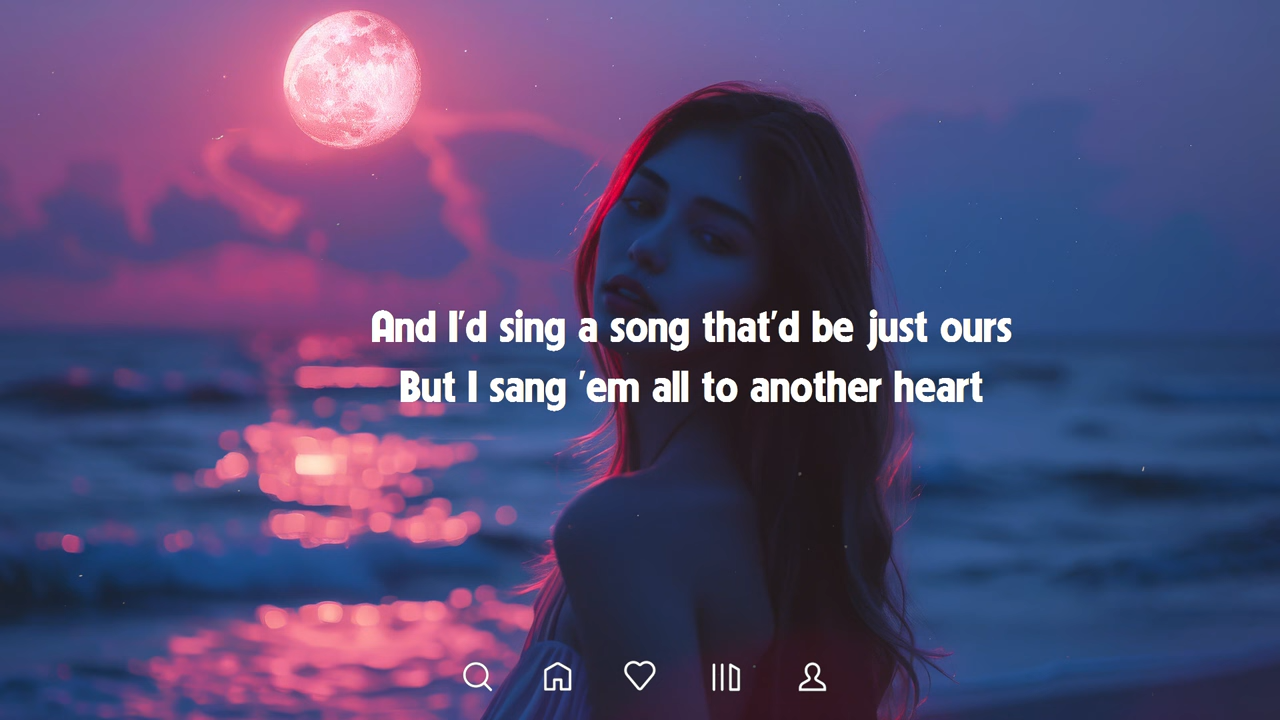 And I'd sing a song that'd be just ours
But I sang 'em all to another heart